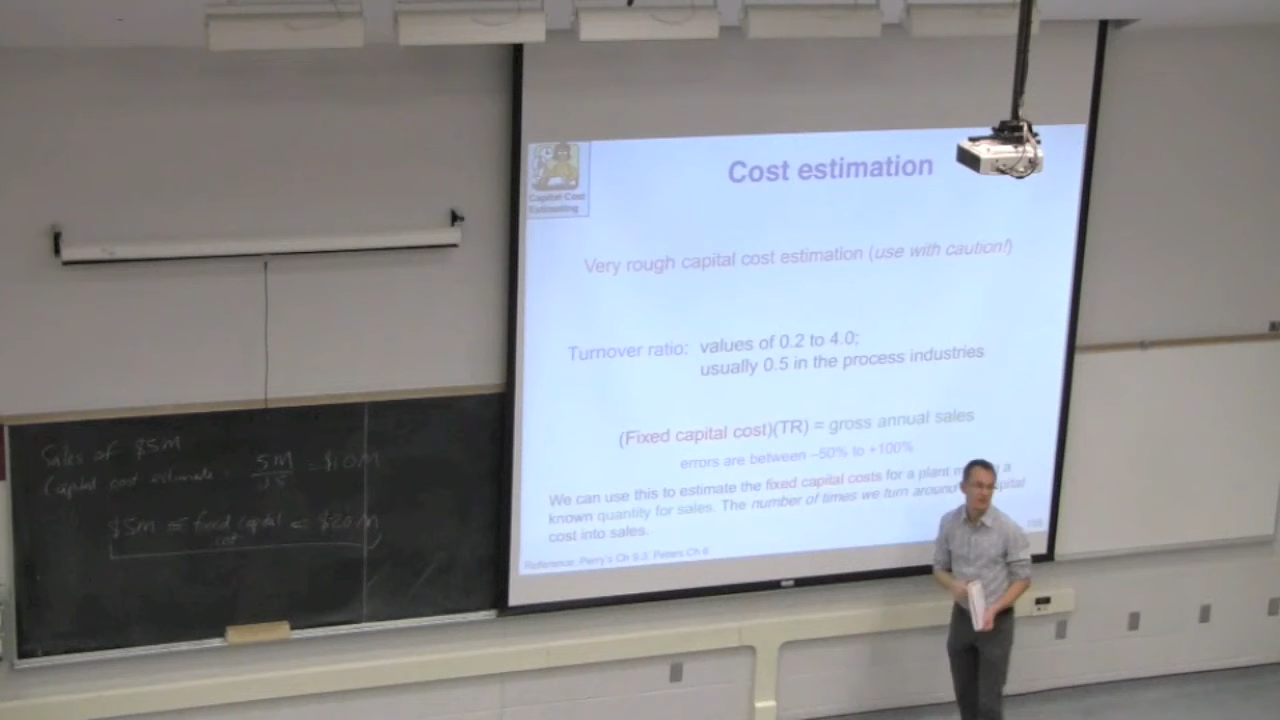 Sales of $5M
Capital cost estimate = 5M = $10M
0.5
$5M ≤ fixed capital ≤ $20M
cost
Capital Cost
Estimating
Cost estimation
Very rough capital cost estimation (use with caution!)
Turnover ratio: values of 0.2 to 4.0;
usually 0.5 in the process industries
(Fixed capital cost)(TR) = gross annual sales
errors are between –50% to +100%
We can use this to estimate the fixed capital costs for a plant a
known quantity for sales. The number of times we turn around capital
cost into sales.
Reference: Perry's Ch 9.3; Peters Ch 6